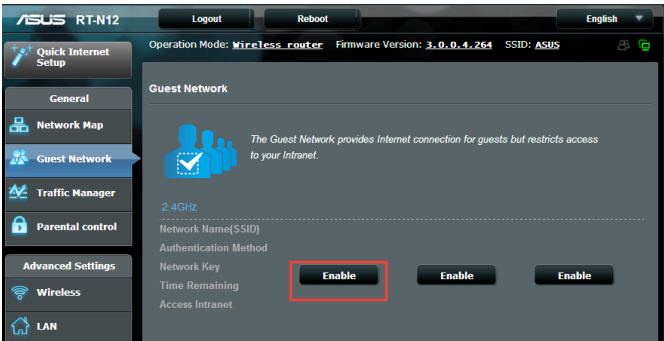 ASUS RT-N12 Logout Reboot English
Quick Internet
Setup
General
Network Map
Guest Network
Traffic Manager
Parental control
Advanced Settings
Wireless
LAN
Operation Mode: Wireless router Firmware Version: 3.0.0.4.264 SSID: ASUS
Guest Network
The Guest Network provides Internet connection for guests but restricts access
to your Intranet.
2.4GHz
Network Name(SSID)
Authentication Method
Network Key
Time Remaining
Access Intranet
Enable Enable Enable